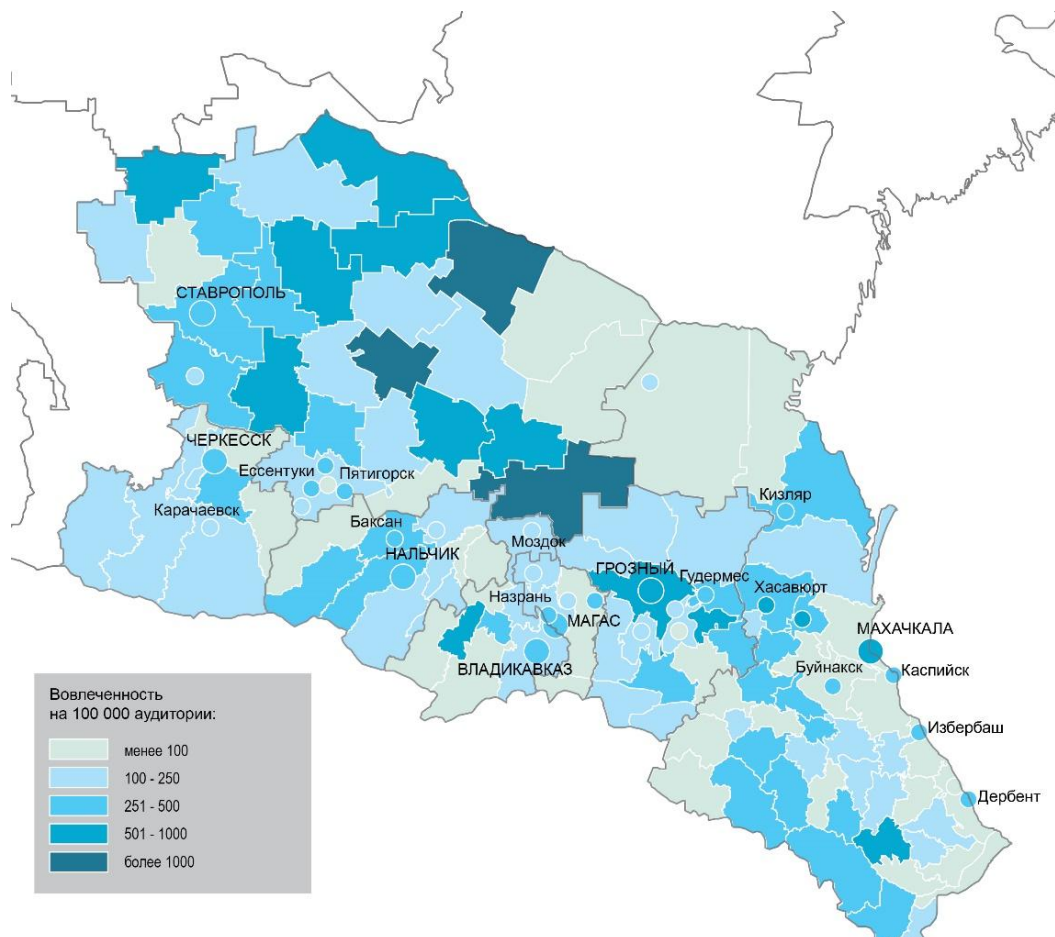 СТАВРОПОЛЬ
ЧЕРКЕССК
Ессентуки
Пятигорск
Кизляр
Карачаевск
Баксан
Моздок
НАЛЬЧИК
ГРОЗНЫЙ
Гудермес
Хасавюрт
Назрань
МАГАС
МАХАЧКАЛА
ВЛАДИКАВКАЗ
Буйнакск
Каспийск
Избербаш
Дербент
Вовлеченность
на 100 000 аудитории:
менее 100
100 - 250
251 - 500
501 - 1000
более 1000